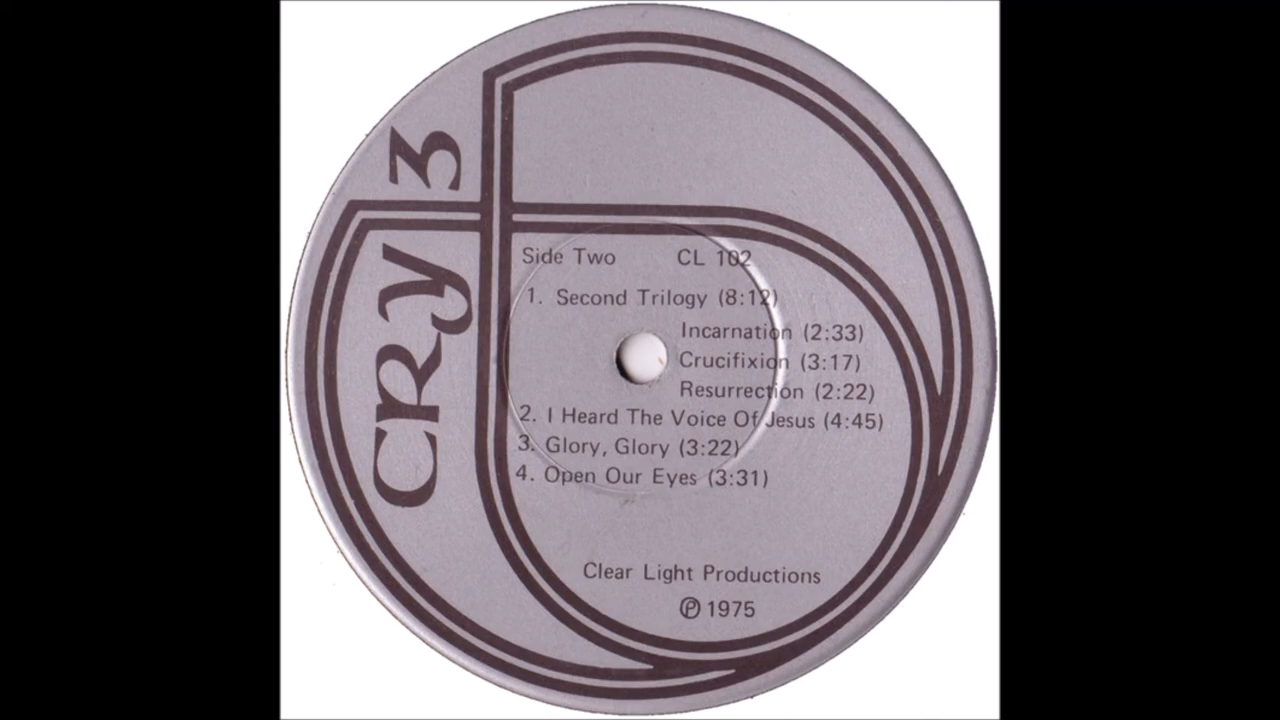 CRY 3
Side Two CL 102
1. Second Trilogy (8:12)
Incarnation (2:33)
Crucifixion (3:17)
Resurrection (2:22)
2. I Heard The Voice Of Jesus (4:45)
3. Glory, Glory (3:22)
4. Open Our Eyes (3:31)
Clear Light Productions
℗ 1975